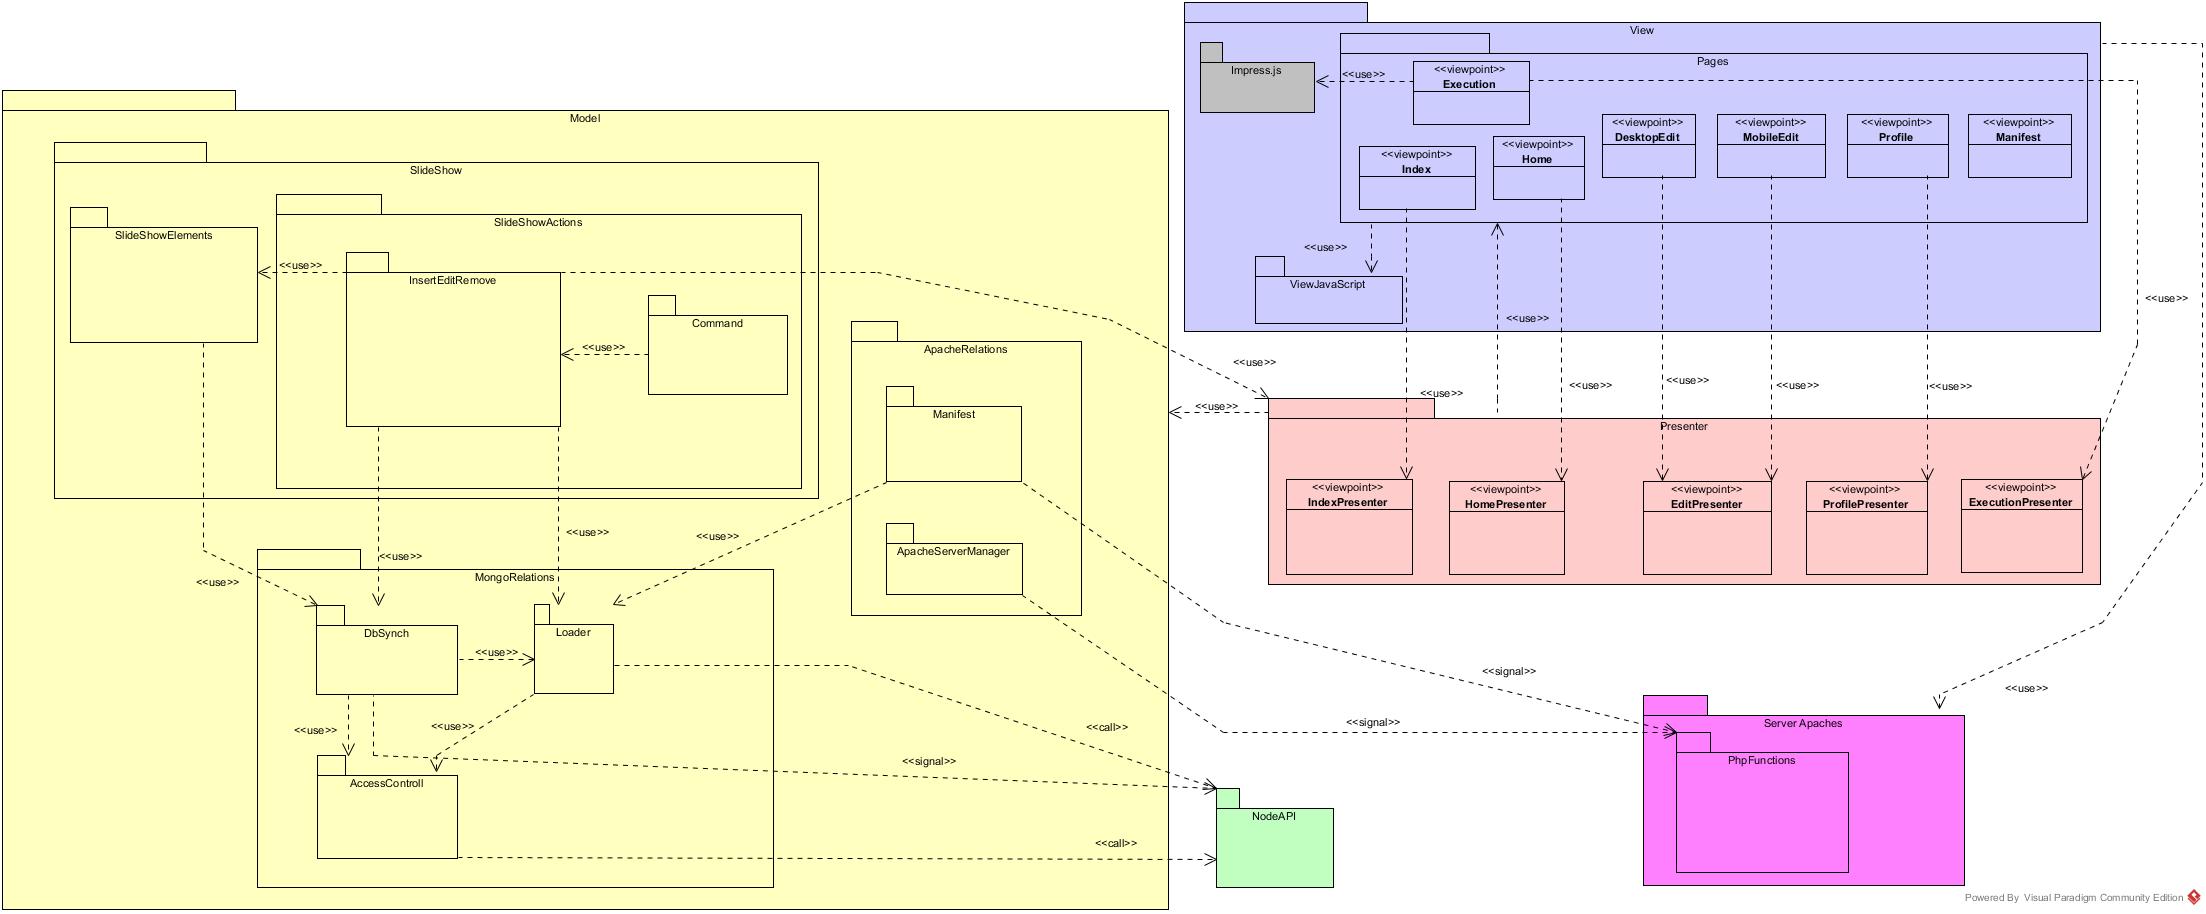 View
Impress.js
<<use>>
Pages
<<viewpoint>>
Execution
<<viewpoint>>
DesktopEdit
<<viewpoint>>
MobileEdit
<<viewpoint>>
Profile
<<viewpoint>>
Manifest
<<viewpoint>>
Index
<<viewpoint>>
Home
<<use>>
ViewJavaScript
<<use>>
<<use>>
Model
SlideShow
SlideShowElements
SlideShowActions
<<use>>
InsertEditRemove
<<use>>
Command
ApacheRelations
Manifest
ApacheServerManager
<<use>>
<<use>>
<<use>>
<<use>>
<<use>>
<<use>>
<<use>>
<<use>>
Presenter
<<viewpoint>>
IndexPresenter
<<viewpoint>>
HomePresenter
<<viewpoint>>
EditPresenter
<<viewpoint>>
ProfilePresenter
<<viewpoint>>
ExecutionPresenter
<<use>>
<<use>>
<<use>>
<<use>>
MongoRelations
DbSynch
<<use>>
Loader
<<use>>
<<use>>
AccessControll
<<signal>>
<<call>>
<<signal>>
<<signal>>
<<call>>
<<use>>
NodeAPI
Server Apaches
PhpFunctions
Powered By Visual Paradigm Community Edition